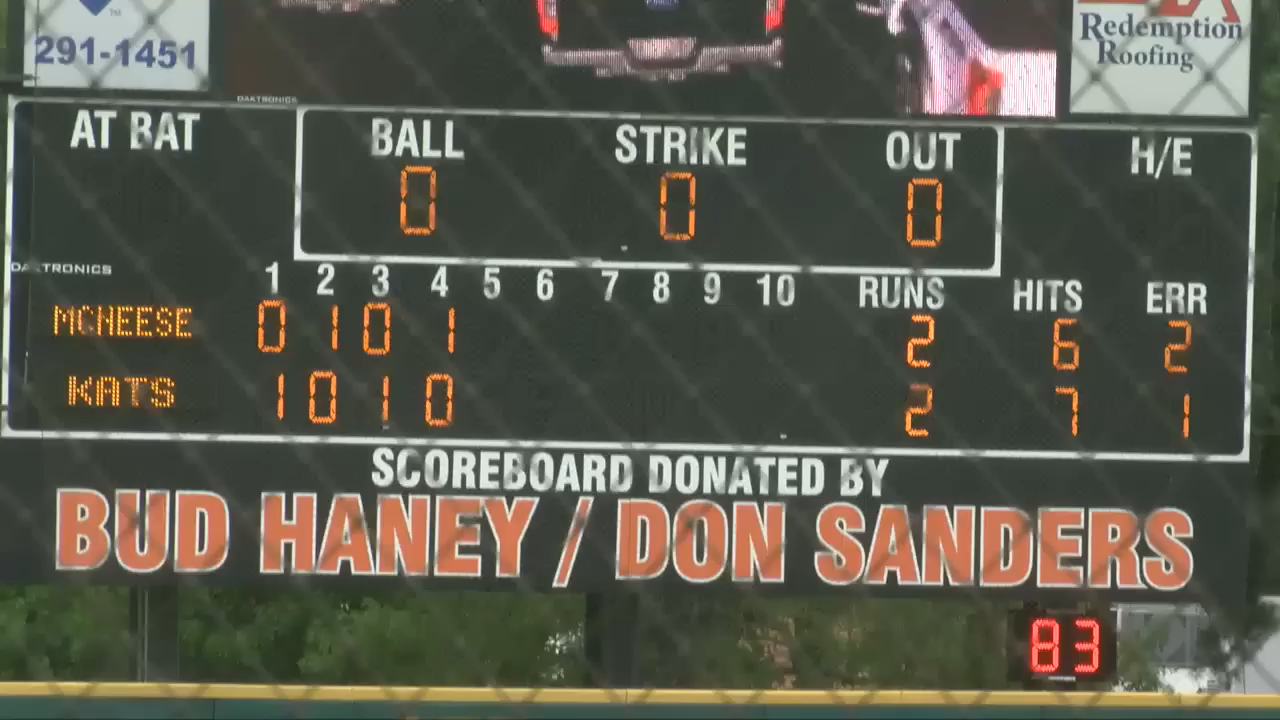 291-1451
Redemption
Roofing
DAKTRONICS
AT BAT BALL STRIKE OUT H/E
0 0 0
DAKTRONICS
1 2 3 4 5 6 7 8 9 10 RUNS HITS ERR
MCNEESE 0 1 0 1 2 6 2
KATS 1 0 1 0 2 7 1
SCOREBOARD DONATED BY
BUD HANEY / DON SANDERS
83